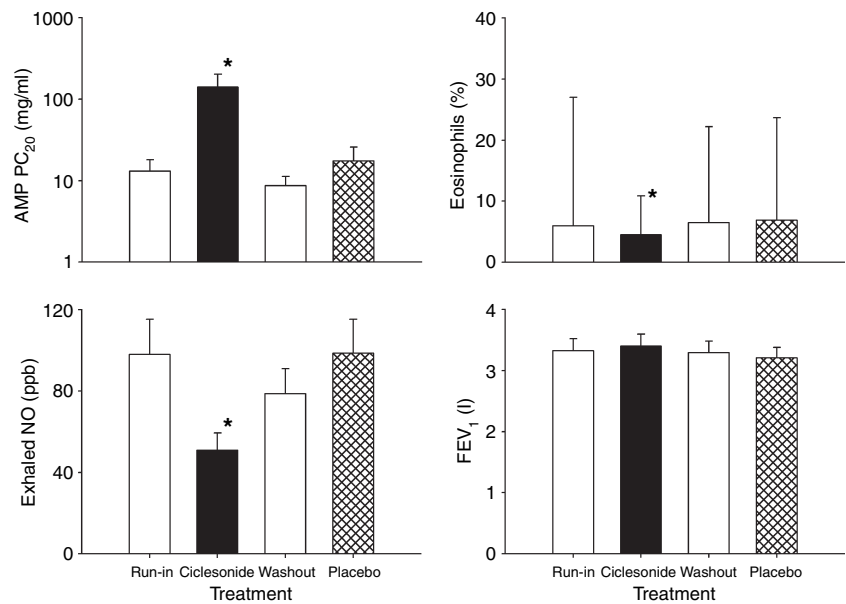 1000
100
10
1
AMP PC20 (mg/ml)
*
40
30
20
10
0
Eosinophils (%)
*
120
80
40
0
Exhaled NO (ppb)
*
Run-in Ciclesonide Washout Placebo
Treatment
4
3
2
1
0
FEV1 (l)
Run-in Ciclesonide Washout Placebo
Treatment